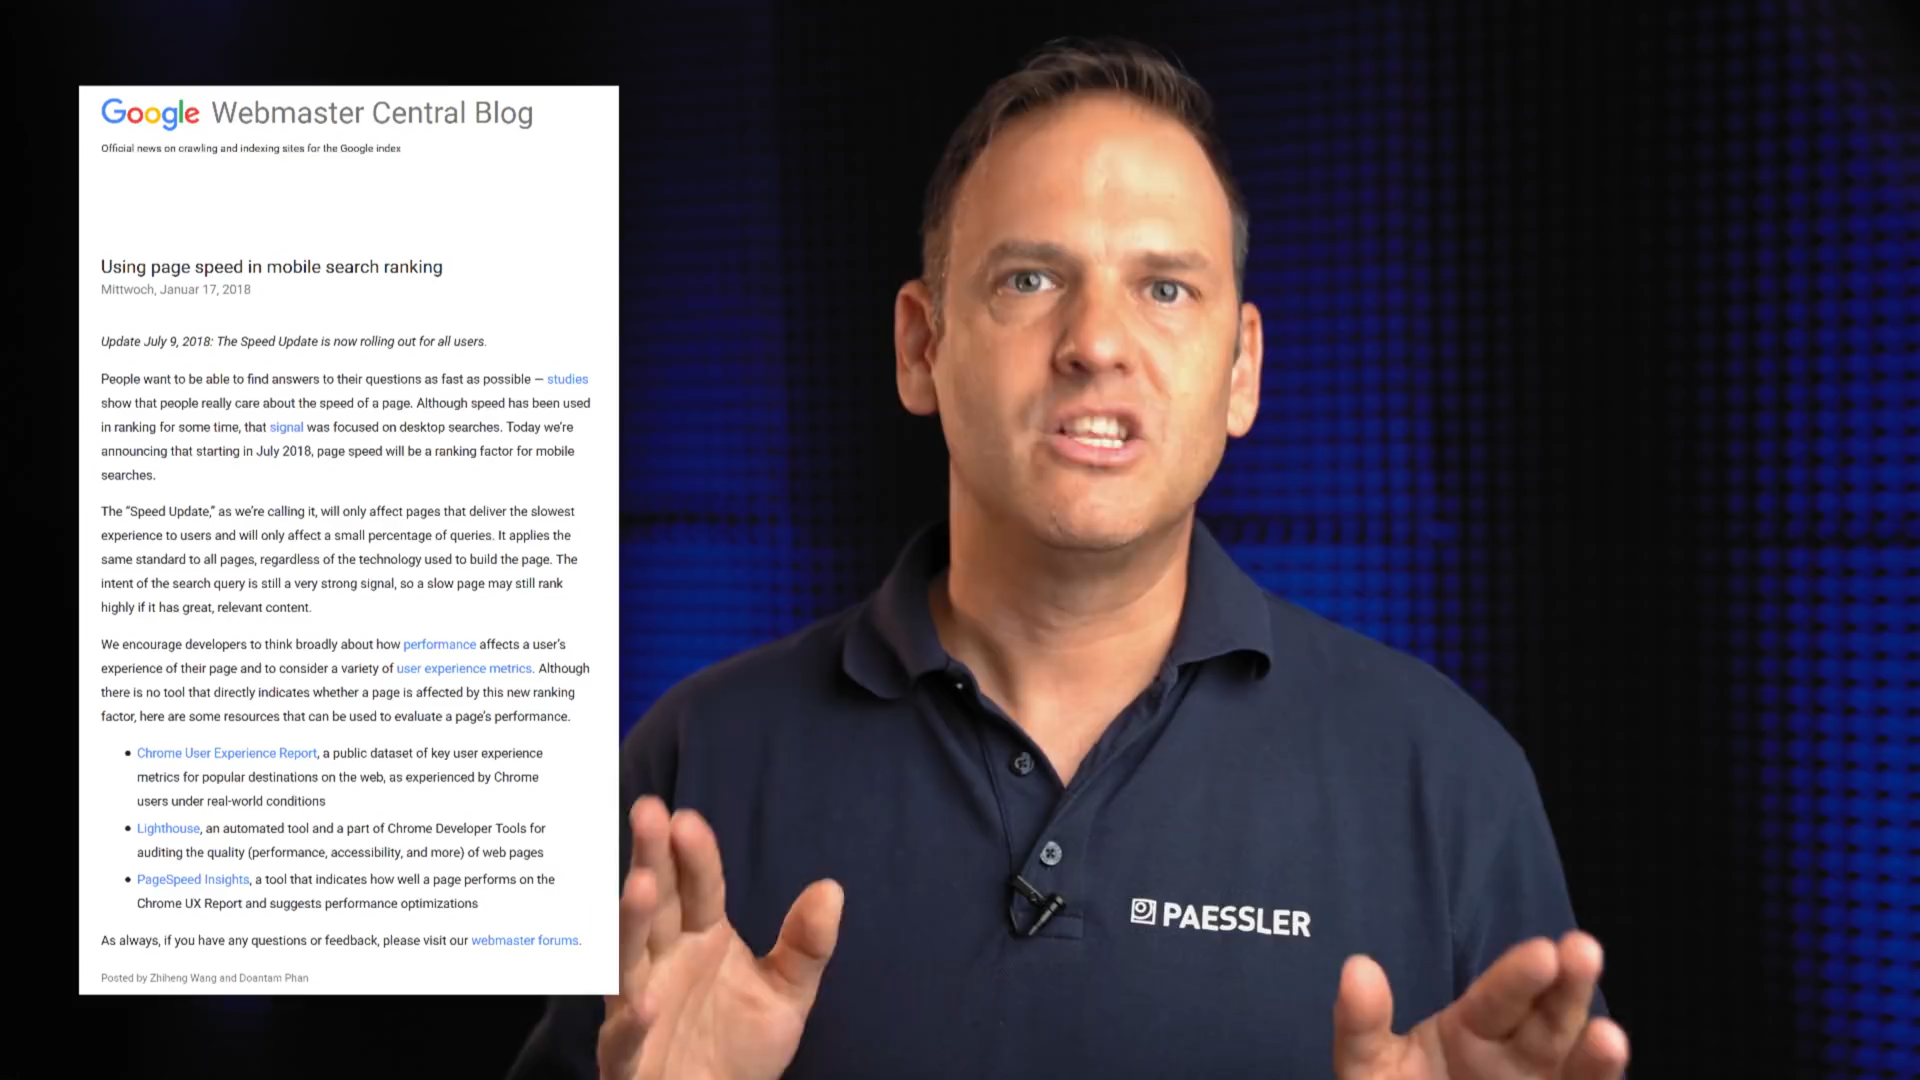 Google Webmaster Central Blog
Official news on crawling and indexing sites for the Google index
Using page speed in mobile search ranking
Mittwoch, Januar 17, 2018
Update July 9, 2018: The Speed Update is now rolling out for all users.
People want to be able to find answers to their questions as fast as possible — studies
show that people really care about the speed of a page. Although speed has been used
in ranking for some time, that signal was focused on desktop searches. Today we’re
announcing that starting in July 2018, page speed will be a ranking factor for mobile
searches.
The “Speed Update,” as we’re calling it, will only affect pages that deliver the slowest
experience to users and will only affect a small percentage of queries. It applies the
same standard to all pages, regardless of the technology used to build the page. The
intent of the search query is still a very strong signal, so a slow page may still rank
highly if it has great, relevant content.
We encourage developers to think broadly about how performance affects a user’s
experience of their page and to consider a variety of user experience metrics. Although
there is no tool that directly indicates whether a page is affected by this new ranking
factor, here are some resources that can be used to evaluate a page’s performance.
• Chrome User Experience Report, a public dataset of key user experience
metrics for popular destinations on the web, as experienced by Chrome
users under real-world conditions
• Lighthouse, an automated tool and a part of Chrome Developer Tools for
auditing the quality (performance, accessibility, and more) of web pages
• PageSpeed Insights, a tool that indicates how well a page performs on the
Chrome UX Report and suggests performance optimizations
As always, if you have any questions or feedback, please visit our webmaster forums.
Posted by Zhiheng Wang and Doantam Phan
PAESSLER